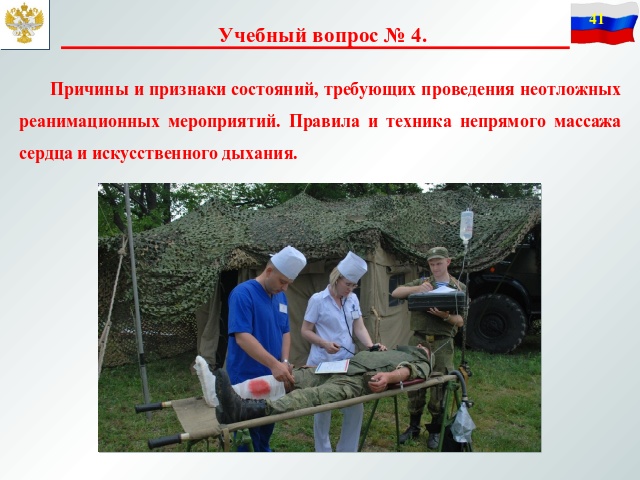 41
Учебный вопрос № 4.
Причины и признаки состояний, требующих проведения неотложных
реанимационных мероприятий. Правила и техника непрямого массажа
сердца и искусственного дыхания.